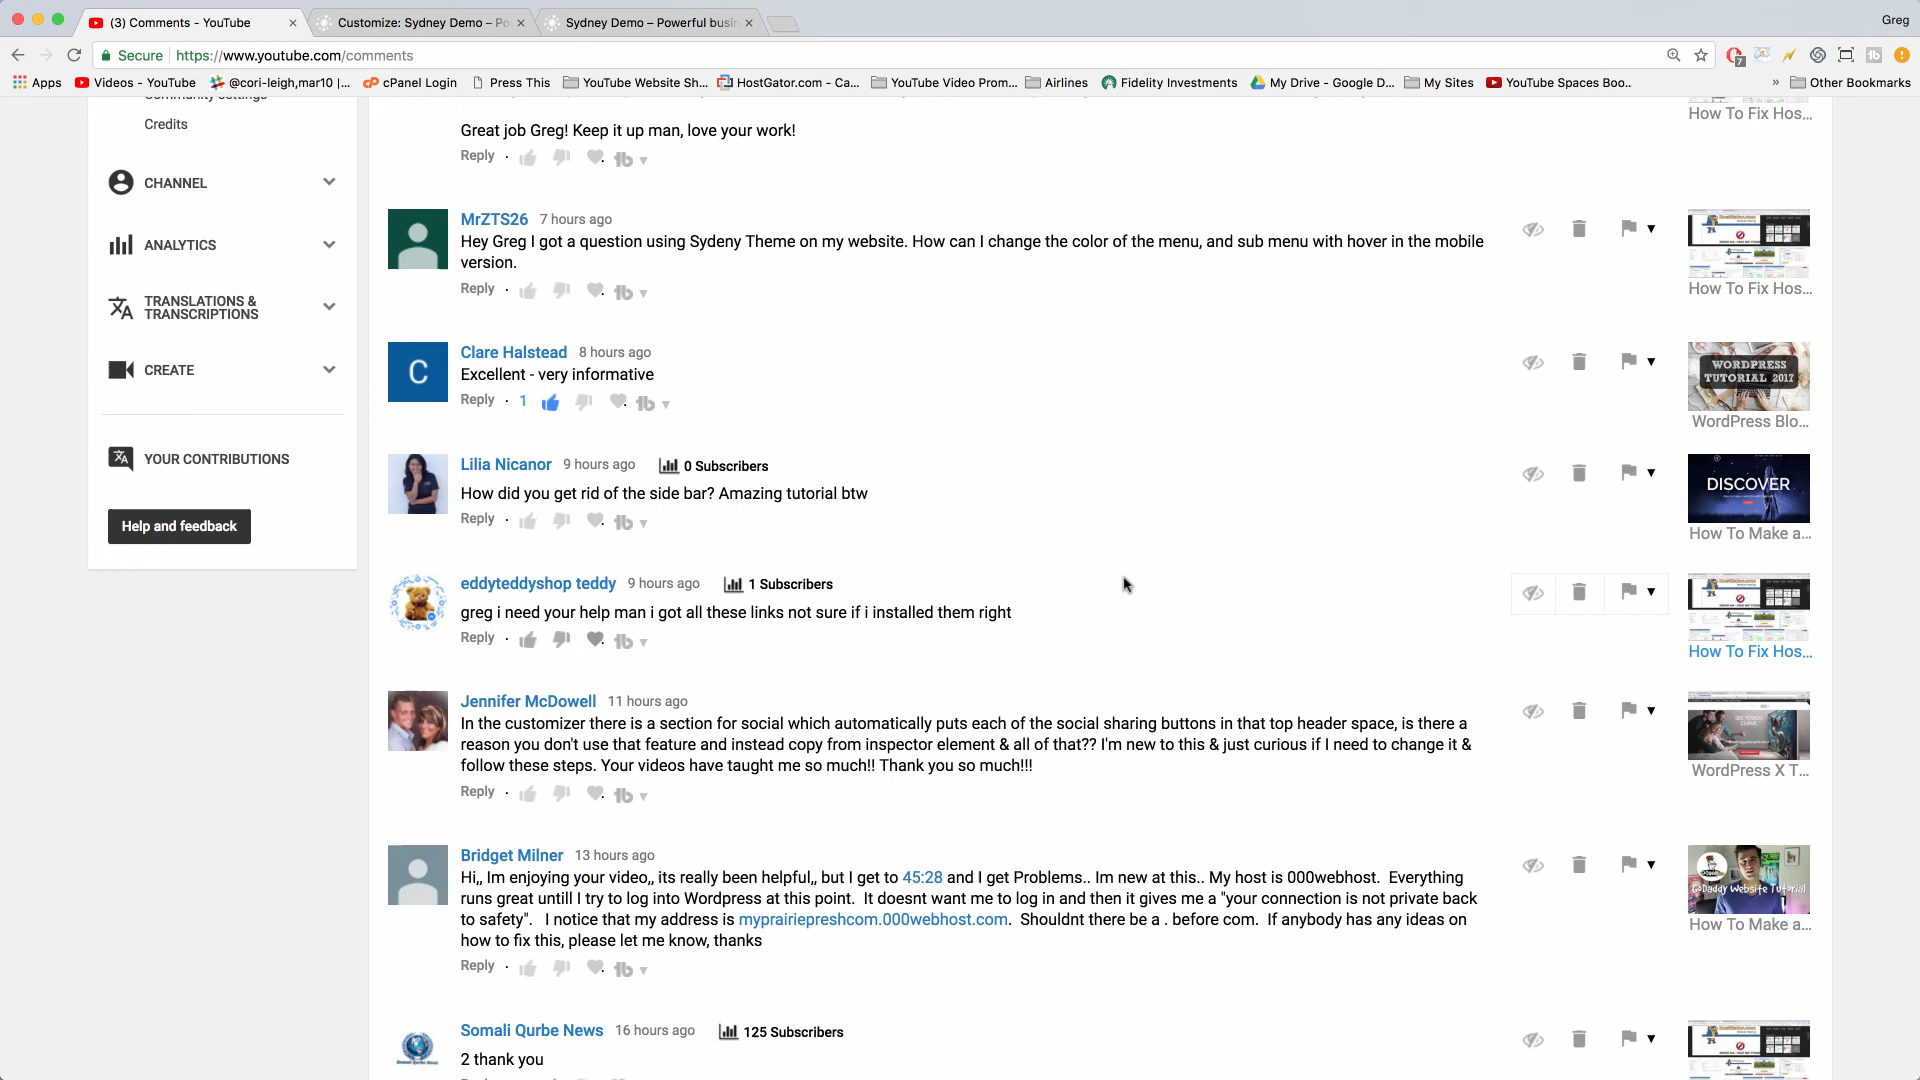 (3) Comments - YouTube
Customize: Sydney Demo – Po
Sydney Demo – Powerful busi
Greg
Secure https://www.youtube.com/comments
7
Apps Videos - YouTube @cori-leigh,mar10 |... cPanel Login Press This YouTube Website Sh... HostGator.com - Ca... YouTube Video Prom... Airlines Fidelity Investments My Drive - Google D... My Sites YouTube Spaces Boo... » Other Bookmarks
Community settings
Credits
CHANNEL
ANALYTICS
TRANSLATIONS &
TRANSCRIPTIONS
CREATE
YOUR CONTRIBUTIONS
Help and feedback
Great job Greg! Keep it up man, love your work!
Reply
How To Fix Hos...
MrZTS26 7 hours ago
Hey Greg I got a question using Sydeny Theme on my website. How can I change the color of the menu, and sub menu with hover in the mobile
version.
Reply
How To Fix Hos...
C
Clare Halstead 8 hours ago
Excellent - very informative
Reply · 1
WORDPRESS
TUTORIAL 2017
WordPress Blo...
Lilia Nicanor 9 hours ago 0 Subscribers
How did you get rid of the side bar? Amazing tutorial btw
Reply
DISCOVER
How To Make a...
eddyteddyshop teddy 9 hours ago 1 Subscribers
greg i need your help man i got all these links not sure if i installed them right
Reply
How To Fix Hos...
Jennifer McDowell 11 hours ago
In the customizer there is a section for social which automatically puts each of the social sharing buttons in that top header space, is there a
reason you don't use that feature and instead copy from inspector element & all of that?? I'm new to this & just curious if I need to change it &
follow these steps. Your videos have taught me so much!! Thank you so much!!!
Reply
WordPress X T...
Bridget Milner 13 hours ago
Hi,, Im enjoying your video,, its really been helpful,, but I get to 45:28 and I get Problems.. Im new at this.. My host is 000webhost. Everything
runs great untill I try to log into Wordpress at this point. It doesnt want me to log in and then it gives me a "your connection is not private back
to safety". I notice that my address is myprairiepreshcom.000webhost.com. Shouldnt there be a . before com. If anybody has any ideas on
how to fix this, please let me know, thanks
Reply
GoDaddy Website Tutorial
How To Make a...
Somali Qurbe News 16 hours ago 125 Subscribers
Somali Qurbe News
2 thank you